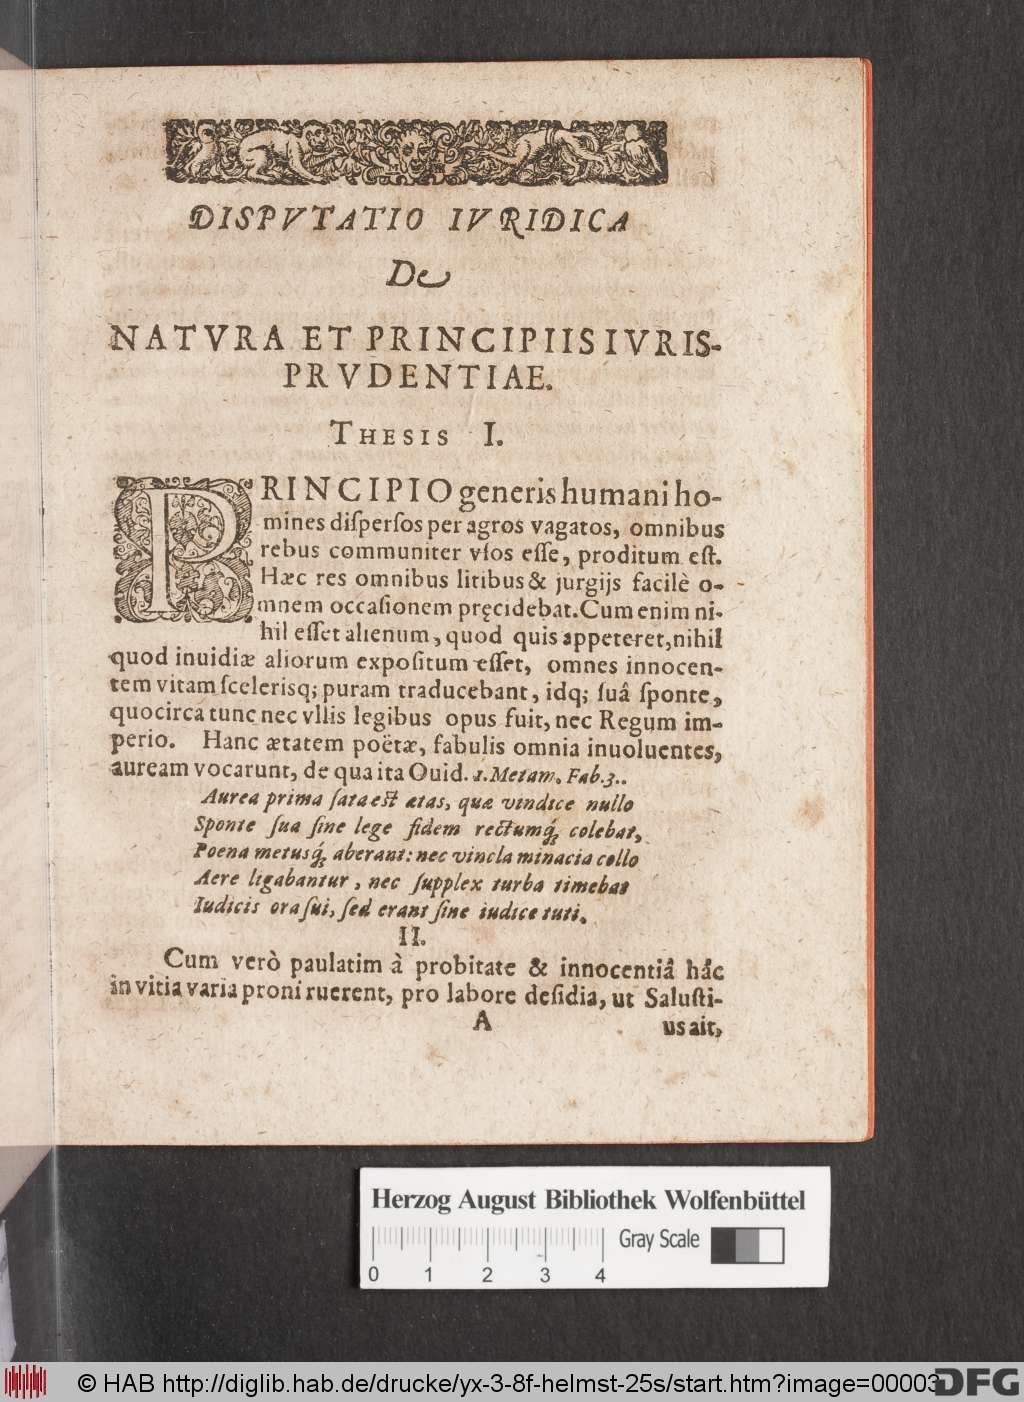 DISPVTATIO IVRIDICA
De
NATVRA ET PRINCIPIIS IVRIS-
PRVDENTIAE.
THESIS I.
PRINCIPIO generis humani ho-
mines diſperſos per agros vagatos, omnibus
rebus communiter vſos eſſe, proditum eſt.
Hæc res omnibus litibus & jurgijs facilè o-
mnem occaſionem pręcidebat. Cum enim ni-
hil eſſet alienum, quod quis appeteret, nihil
quod inuidiæ aliorum expoſitum eſſet, omnes innocen-
tem vitam ſcelerisq; puram traducebant, idq; ſuâ ſponte,
quocirca tunc nec vllis legibus opus fuit, nec Regum im-
perio. Hanc ætatem poëtæ, fabulis omnia inuoluentes,
auream vocarunt, de qua ita Ouid. 1. Metam. Fab. 3..
Aurea prima ſata eſt ætas, quæ vindice nullo
Sponte ſua ſine lege fidem rectumq́; colebat,
Poena metusq́; aberant: nec vincla minacia collo
Aere ligabantur, nec ſupplex turba timebat
Iudicis ora ſui, ſed erant ſine iudice tuti.
II.
Cum verò paulatim à probitate & innocentiâ hâc
in vitia varia proni ruerent, pro labore deſidia, ut Saluſti-
A us ait,
Herzog August Bibliothek Wolfenbüttel
Gray Scale
0 1 2 3 4
© HAB http://diglib.hab.de/drucke/yx-3-8f-helmst-25s/start.htm?image=00003
DFG